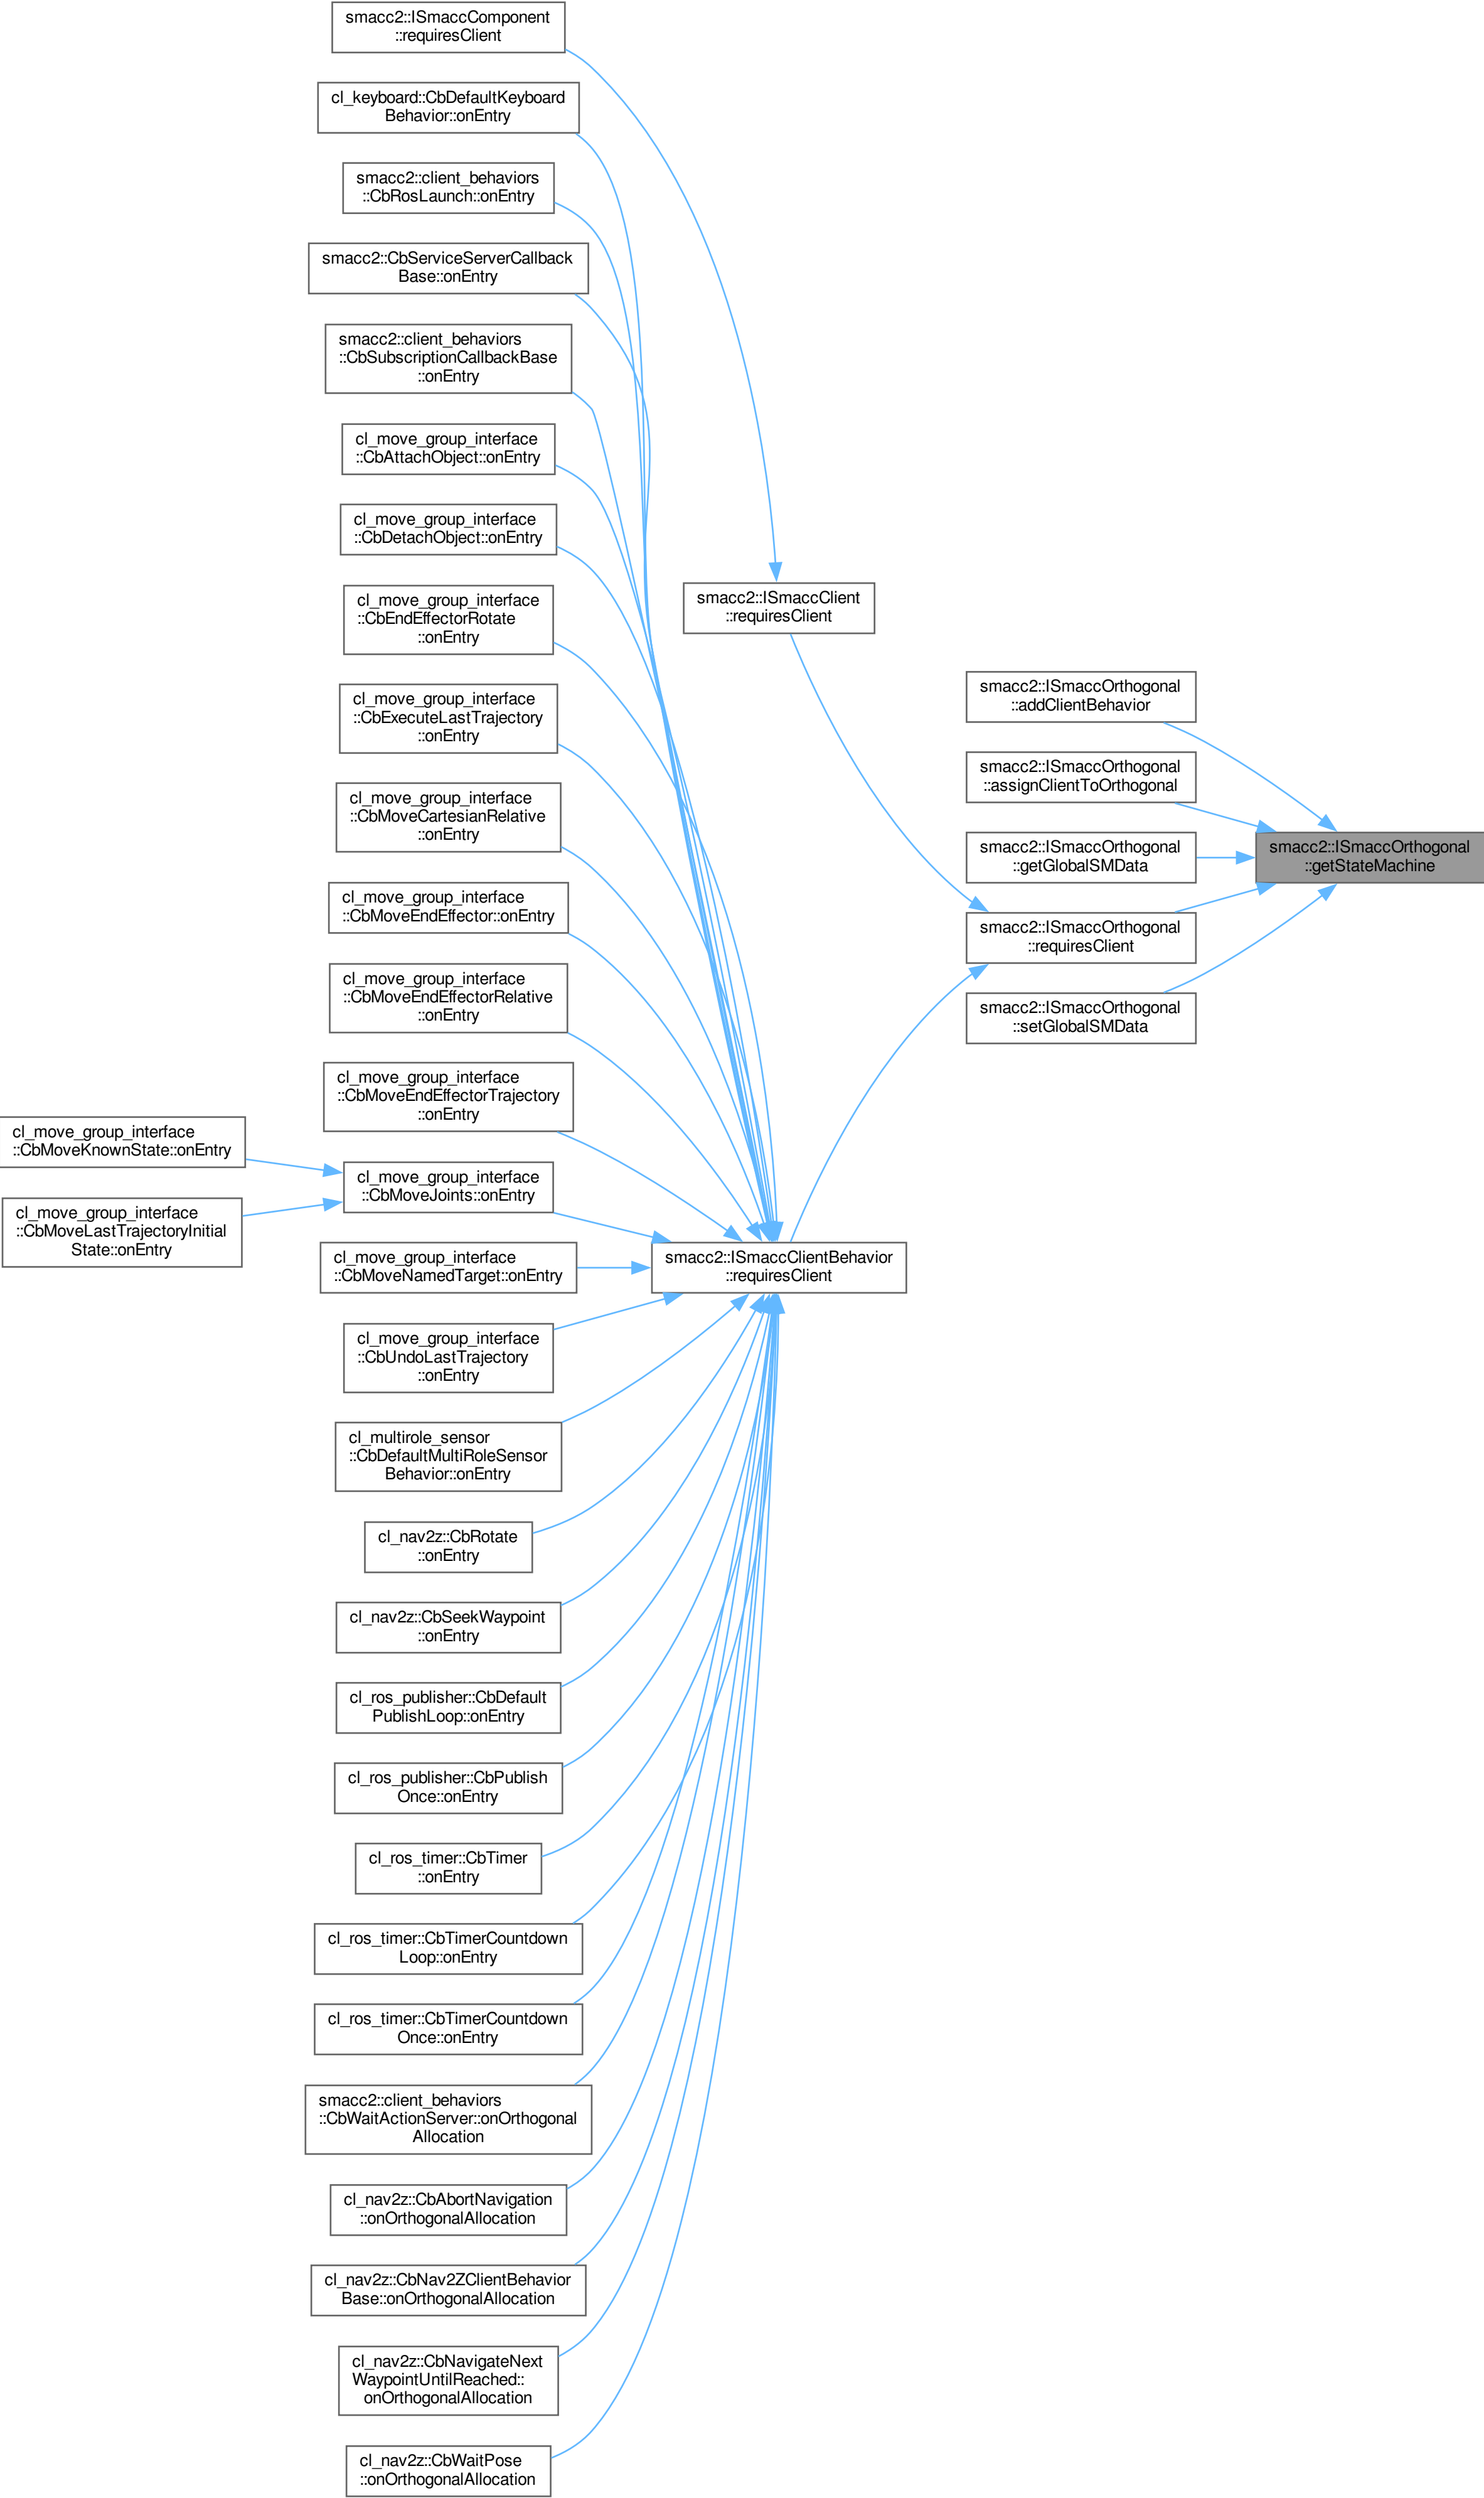 smacc2::ISmaccComponent
::requiresClient
cl_keyboard::CbDefaultKeyboard
Behavior::onEntry
smacc2::client_behaviors
::CbRosLaunch::onEntry
smacc2::CbServiceServerCallback
Base::onEntry
smacc2::client_behaviors
::CbSubscriptionCallbackBase
::onEntry
cl_move_group_interface
::CbAttachObject::onEntry
cl_move_group_interface
::CbDetachObject::onEntry
cl_move_group_interface
::CbEndEffectorRotate
::onEntry
cl_move_group_interface
::CbExecuteLastTrajectory
::onEntry
cl_move_group_interface
::CbMoveCartesianRelative
::onEntry
cl_move_group_interface
::CbMoveEndEffector::onEntry
cl_move_group_interface
::CbMoveEndEffectorRelative
::onEntry
cl_move_group_interface
::CbMoveEndEffectorTrajectory
::onEntry
cl_move_group_interface
::CbMoveKnownState::onEntry
cl_move_group_interface
::CbMoveLastTrajectoryInitial
State::onEntry
cl_move_group_interface
::CbMoveJoints::onEntry
cl_move_group_interface
::CbMoveNamedTarget::onEntry
cl_move_group_interface
::CbUndoLastTrajectory
::onEntry
cl_multirole_sensor
::CbDefaultMultiRoleSensor
Behavior::onEntry
cl_nav2z::CbRotate
::onEntry
cl_nav2z::CbSeekWaypoint
::onEntry
cl_ros_publisher::CbDefault
PublishLoop::onEntry
cl_ros_publisher::CbPublish
Once::onEntry
cl_ros_timer::CbTimer
::onEntry
cl_ros_timer::CbTimerCountdown
Loop::onEntry
cl_ros_timer::CbTimerCountdown
Once::onEntry
smacc2::client_behaviors
::CbWaitActionServer::onOrthogonal
Allocation
cl_nav2z::CbAbortNavigation
::onOrthogonalAllocation
cl_nav2z::CbNav2ZClientBehavior
Base::onOrthogonalAllocation
cl_nav2z::CbNavigateNext
WaypointUntilReached::
onOrthogonalAllocation
cl_nav2z::CbWaitPose
::onOrthogonalAllocation
smacc2::ISmaccClient
::requiresClient
smacc2::ISmaccClientBehavior
::requiresClient
smacc2::ISmaccOrthogonal
::addClientBehavior
smacc2::ISmaccOrthogonal
::assignClientToOrthogonal
smacc2::ISmaccOrthogonal
::getGlobalSMData
smacc2::ISmaccOrthogonal
::requiresClient
smacc2::ISmaccOrthogonal
::setGlobalSMData
smacc2::ISmaccOrthogonal
::getStateMachine